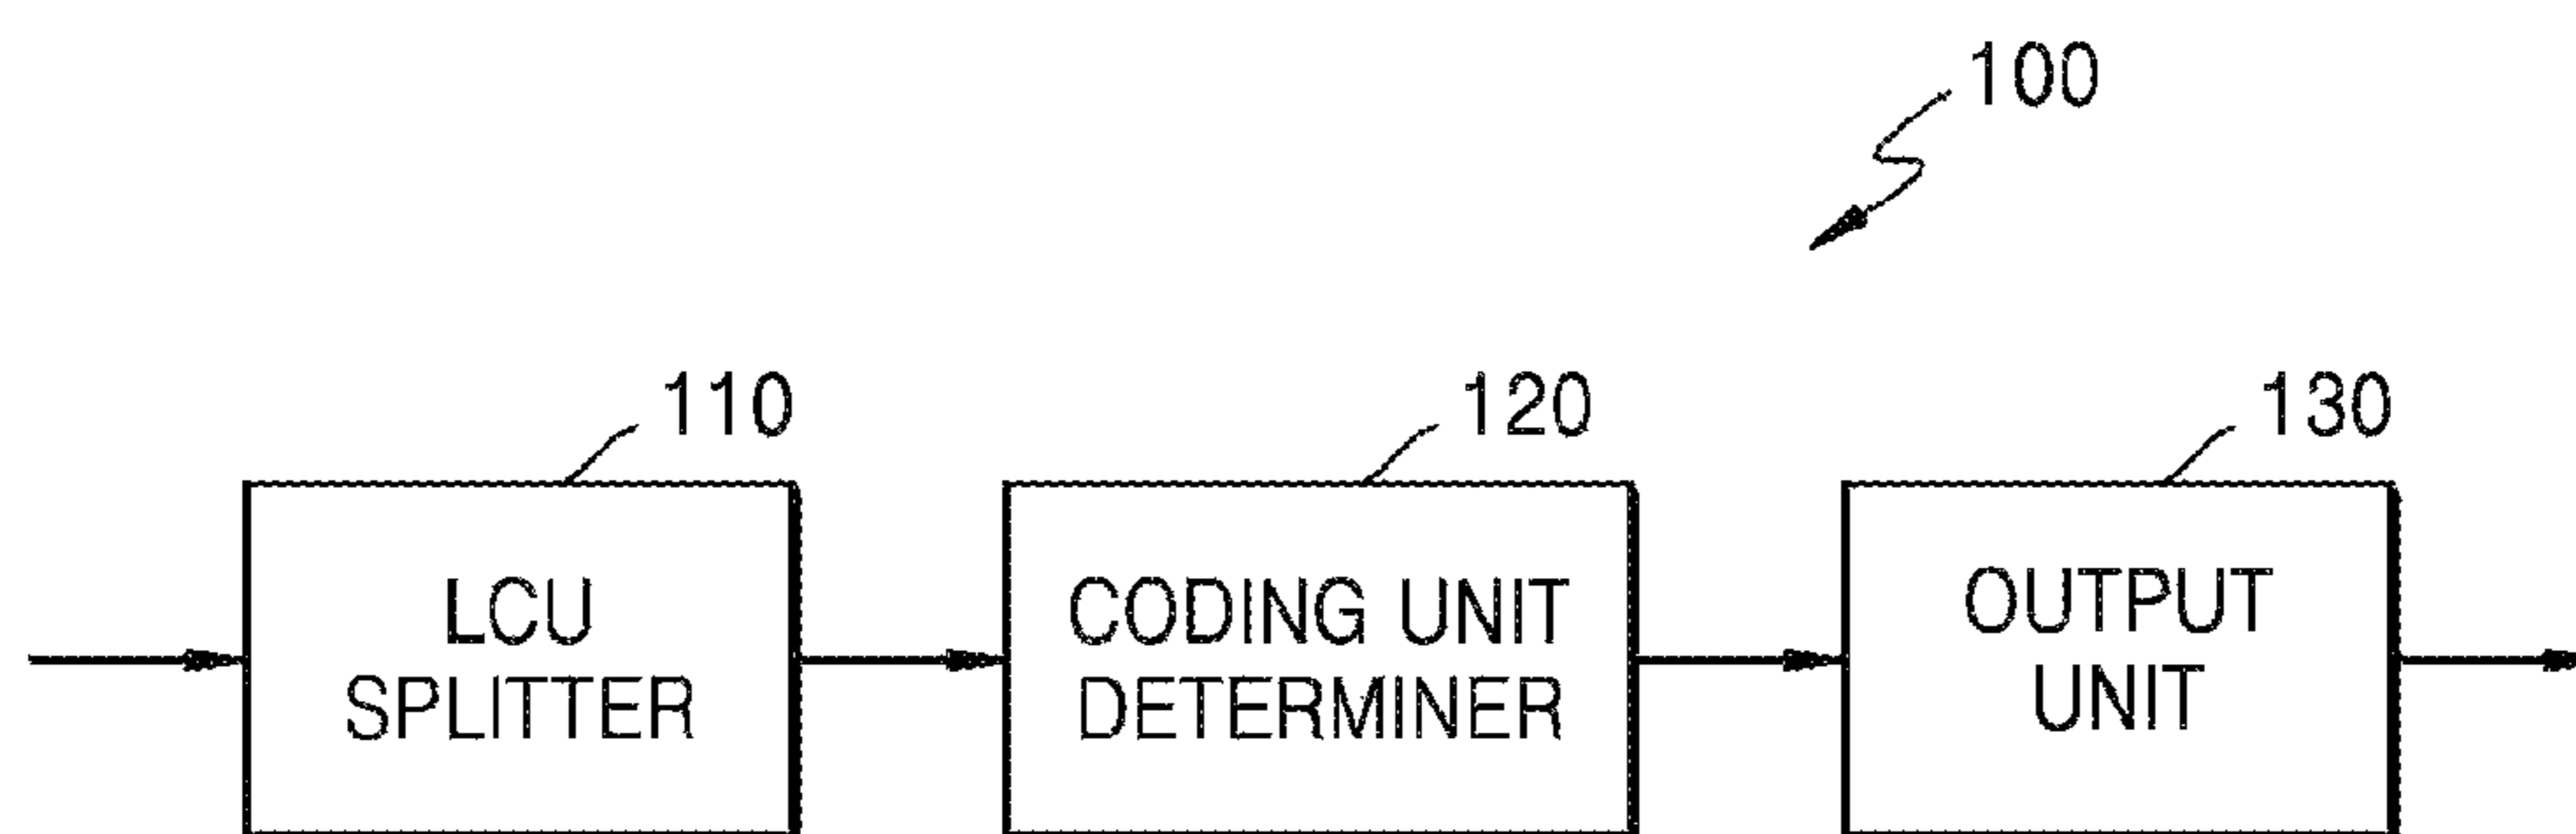 100
110
120
130
LCU
SPLITTER
CODING UNIT
DETERMINER
OUTPUT
UNIT